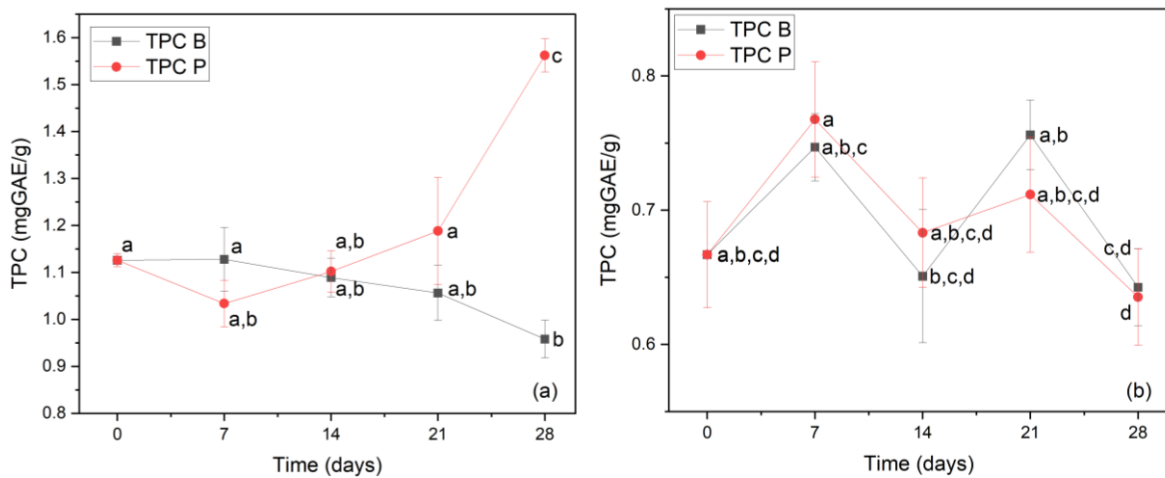 TPC B
TPC P
TPC (mgGAE/g)
1.6
1.5
1.4
1.3
1.2
1.1
1.0
0.9
0.8
a
a
a,b
a,b
a,b
a
a,b
c
b
(a)
0
7
14
21
28
Time (days)
TPC B
TPC P
TPC (mgGAE/g)
0.8
0.7
0.6
a,b,c,d
a
a,b,c
a,b,c,d
b,c,d
a,b
a,b,c,d
c,d
d
(b)
0
7
14
21
28
Time (days)